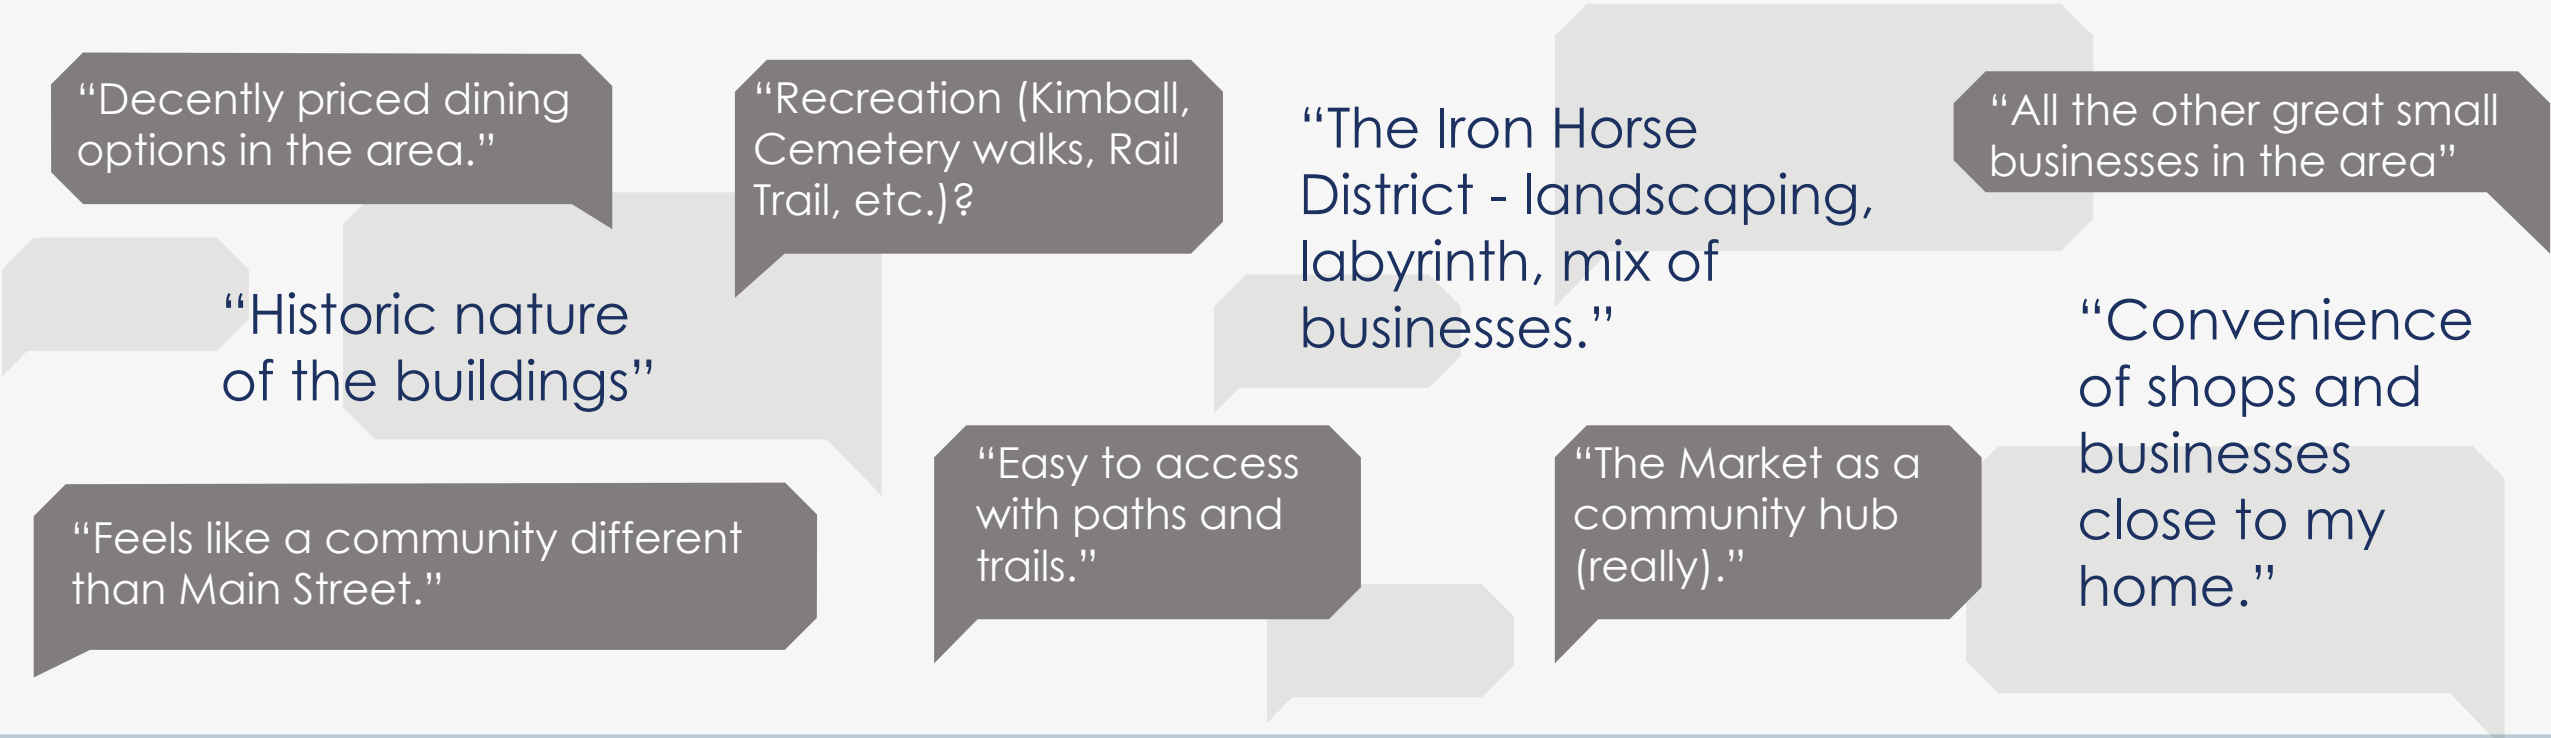 “Decently priced dining
options in the area.”
“Recreation (Kimball,
Cemetery walks, Rail
Trail, etc.)?
“The Iron Horse
District - landscaping,
labyrinth, mix of
businesses.”
“All the other great small
businesses in the area”
“Historic nature
of the buildings”
“Convenience
of shops and
businesses
close to my
home.”
“Feels like a community different
than Main Street.”
“Easy to access
with paths and
trails.”
“The Market as a
community hub
(really).”